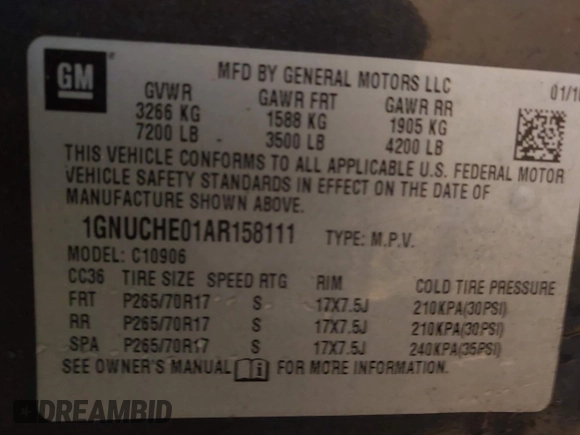 GM
MFD BY GENERAL MOTORS LLC
GVWR GAWR FRT GAWR RR 01/10
3266 KG 1588 KG 1905 KG
7200 LB 3500 LB 4200 LB
THIS VEHICLE CONFORMS TO ALL APPLICABLE U.S. FEDERAL MOTOR
VEHICLE SAFETY STANDARDS IN EFFECT ON THE DATE OF
MANUFACTURE SHOWN ABOVE.
1GNUCHE01AR158111 TYPE: M.P.V.
MODEL: C10906
CC36 TIRE SIZE SPEED RTG RIM COLD TIRE PRESSURE
FRT P265/70R17 S 17X7.5J 210KPA(30PSI)
RR P265/70R17 S 17X7.5J 210KPA(30PSI)
SPA P265/70R17 S 17X7.5J 240KPA(35PSI)
SEE OWNER'S MANUAL FOR MORE INFORMATION.
DREAMBID